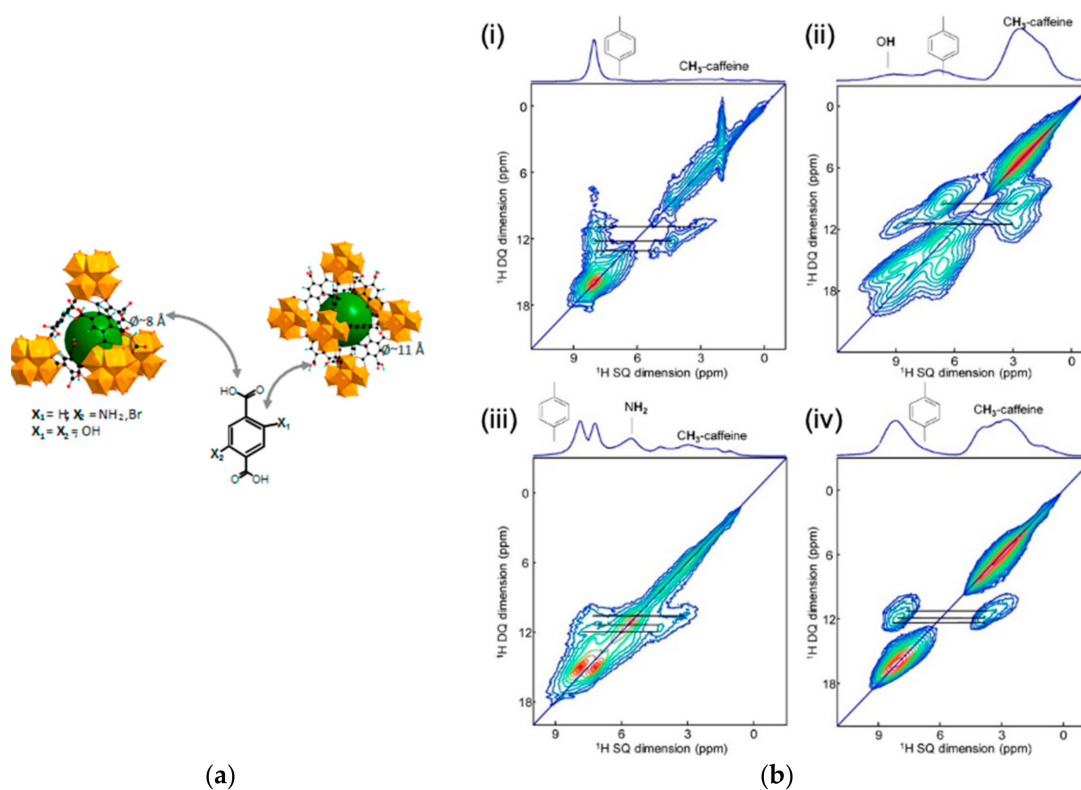 Ø~8 Å
Ø~11 Å
X1 = H; X2 = NH2,Br
X1 = X2 = OH
HO
O
X1
X2
O
OH
(a)
(i)
CH3-caffeine
0
6
12
18
1H DQ dimension (ppm)
9
6
3
0
1H SQ dimension (ppm)
(ii)
OH
CH3-caffeine
0
6
12
18
1H DQ dimension (ppm)
9
6
3
0
1H SQ dimension (ppm)
(iii)
NH2
CH3-caffeine
0
6
12
18
1H DQ dimension (ppm)
9
6
3
0
1H SQ dimension (ppm)
(iv)
CH3-caffeine
0
6
12
18
1H DQ dimension (ppm)
9
6
3
0
1H SQ dimension (ppm)
(b)